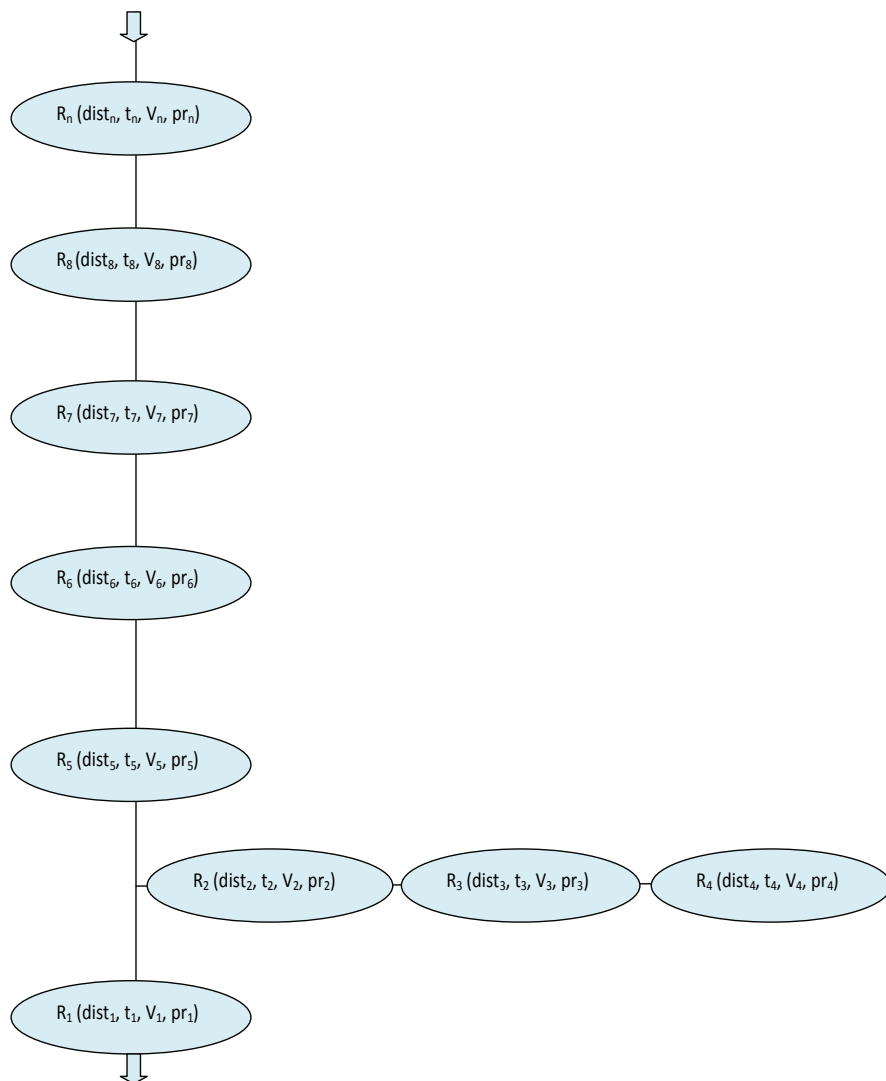 Rₙ (distₙ, tₙ, Vₙ, prₙ)
R₈ (dist₈, t₈, V₈, pr₈)
R₇ (dist₇, t₇, V₇, pr₇)
R₆ (dist₆, t₆, V₆, pr₆)
R₅ (dist₅, t₅, V₅, pr₅)
R₂ (dist₂, t₂, V₂, pr₂)
R₃ (dist₃, t₃, V₃, pr₃)
R₄ (dist₄, t₄, V₄, pr₄)
R₁ (dist₁, t₁, V₁, pr₁)